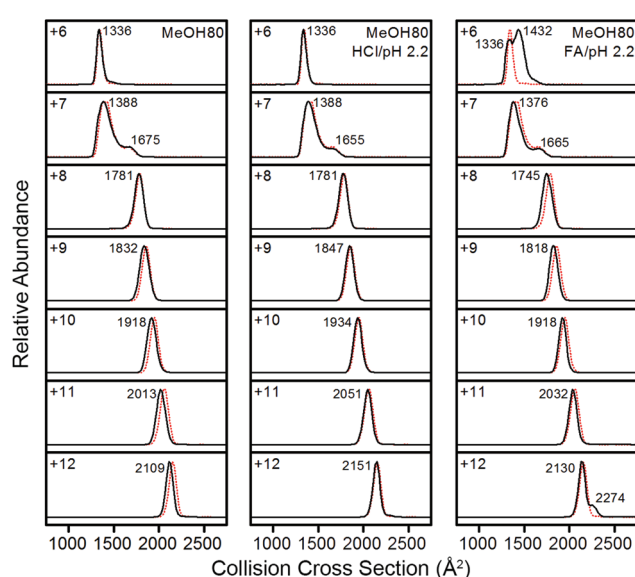 Relative Abundance
MeOH80
+6 1336
+7 1388 1675
+8 1781
+9 1832
+10 1918
+11 2013
+12 2109
1000 1500 2000 2500
MeOH80
HCl/pH 2.2
+6 1336
+7 1388 1655
+8 1781
+9 1847
+10 1934
+11 2051
+12 2151
1000 1500 2000 2500
MeOH80
FA/pH 2.2
+6 1336 1432
+7 1376 1665
+8 1745
+9 1818
+10 1918
+11 2032
+12 2130 2274
1000 1500 2000 2500
Collision Cross Section (Å²)